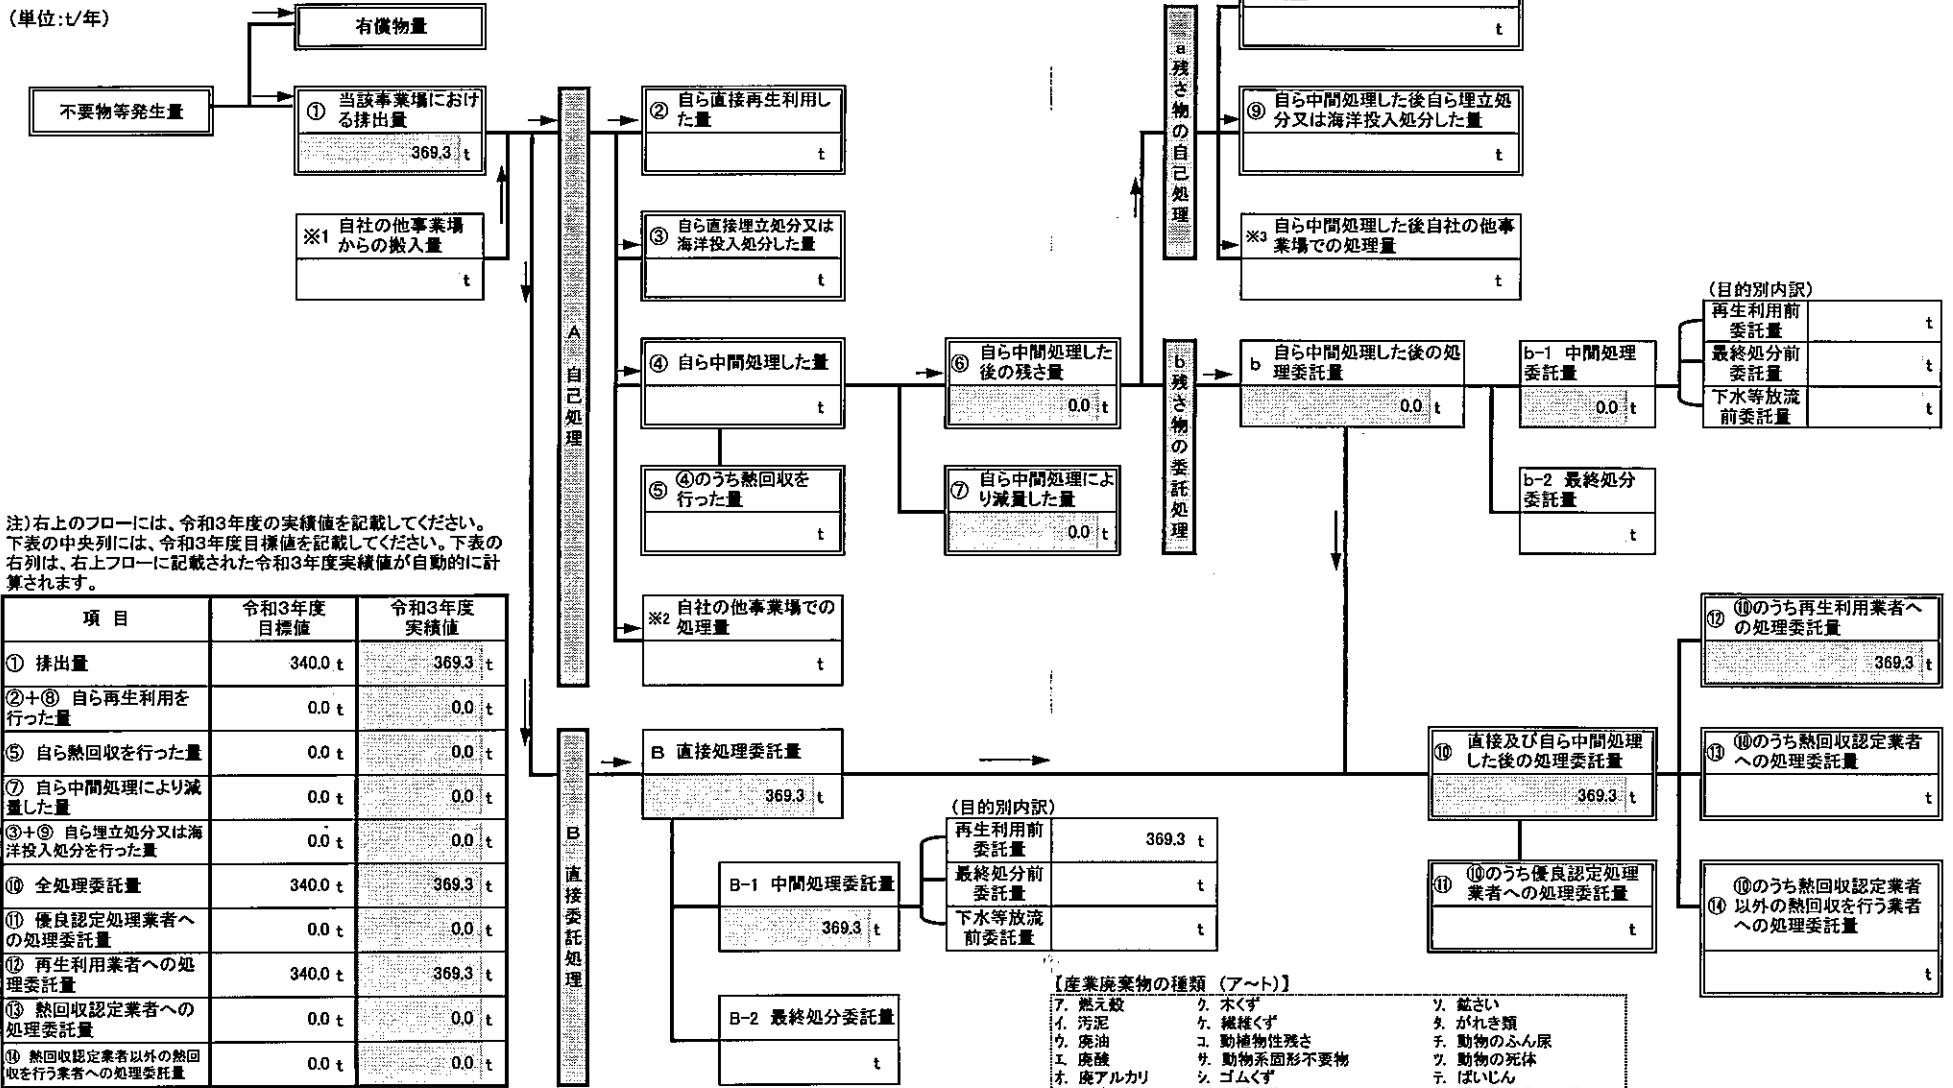 (単位:t/年)
有償物量
不要物等発生量
① 当該事業場におけ
る排出量
369.3 t
※1 自社の他事業場
からの搬入量
t
A 自己処理
② 自ら直接再生利用し
た量
t
③ 自ら直接埋立処分又は
海洋投入処分した量
t
④ 自ら中間処理した量
t
⑤ ④のうち熱回収を
行った量
t
※2 自社の他事業場での
処理量
t
⑥ 自ら中間処理した
後の残さ量
0.0 t
⑦ 自ら中間処理によ
り減量した量
0.0 t
a 残さ物の自己処理
t
⑨ 自ら中間処理した後自ら埋立処
分又は海洋投入処分した量
t
※3 自ら中間処理した後自社の他事
業場での処理量
t
b 残さ物の委託処理
b 自ら中間処理した後の処
理委託量
0.0 t
b-1 中間処理
委託量
0.0 t
b-2 最終処分
委託量
t
(目的別内訳)
再生利用前
委託量
t
最終処分前
委託量
t
下水等放流
前委託量
t
注)右上のフローには、令和3年度の実績値を記載してください。
下表の中央列には、令和3年度目標値を記載してください。下表の
右列は、右上フローに記載された令和3年度実績値が自動的に計
算されます。
項 目 令和3年度 目標値 令和3年度 実績値
① 排出量 340.0 t 369.3 t
②+⑧ 自ら再生利用を
行った量 0.0 t 0.0 t
⑤ 自ら熱回収を行った量 0.0 t 0.0 t
⑦ 自ら中間処理により減
量した量 0.0 t 0.0 t
③+⑨ 自ら埋立処分又は海
洋投入処分を行った量 0.0 t 0.0 t
⑩ 全処理委託量 340.0 t 369.3 t
⑪ 優良認定処理業者へ
の処理委託量 0.0 t 0.0 t
⑫ 再生利用業者への処
理委託量 340.0 t 369.3 t
⑬ 熱回収認定業者への
処理委託量 0.0 t 0.0 t
⑭ 熱回収認定業者以外の熱回
収を行う業者への処理委託量 0.0 t 0.0 t
B 直接委託処理
B 直接処理委託量
369.3 t
B-1 中間処理委託量
369.3 t
B-2 最終処分委託量
t
(目的別内訳)
再生利用前
委託量
369.3 t
最終処分前
委託量
t
下水等放流
前委託量
t
⑩ 直接及び自ら中間処理
した後の処理委託量
369.3 t
⑪ ⑩のうち優良認定処理
業者への処理委託量
t
⑫ ⑩のうち再生利用業者へ
の処理委託量
369.3 t
⑬ ⑩のうち熱回収認定業者
への処理委託量
t
⑭ ⑩のうち熱回収認定業者
以外の熱回収を行う業者
への処理委託量
t
【産業廃棄物の種類 (ア~ト)】
ア. 燃え殻 ク. 木くず ソ. 鉱さい
イ. 汚泥 ケ. 繊維くず タ. がれき類
ウ. 廃油 コ. 動植物性残さ チ. 動物のふん尿
エ. 廃酸 サ. 動物系固形不要物 ツ. 動物の死体
オ. 廃アルカリ シ. ゴムくず テ. ばいじん